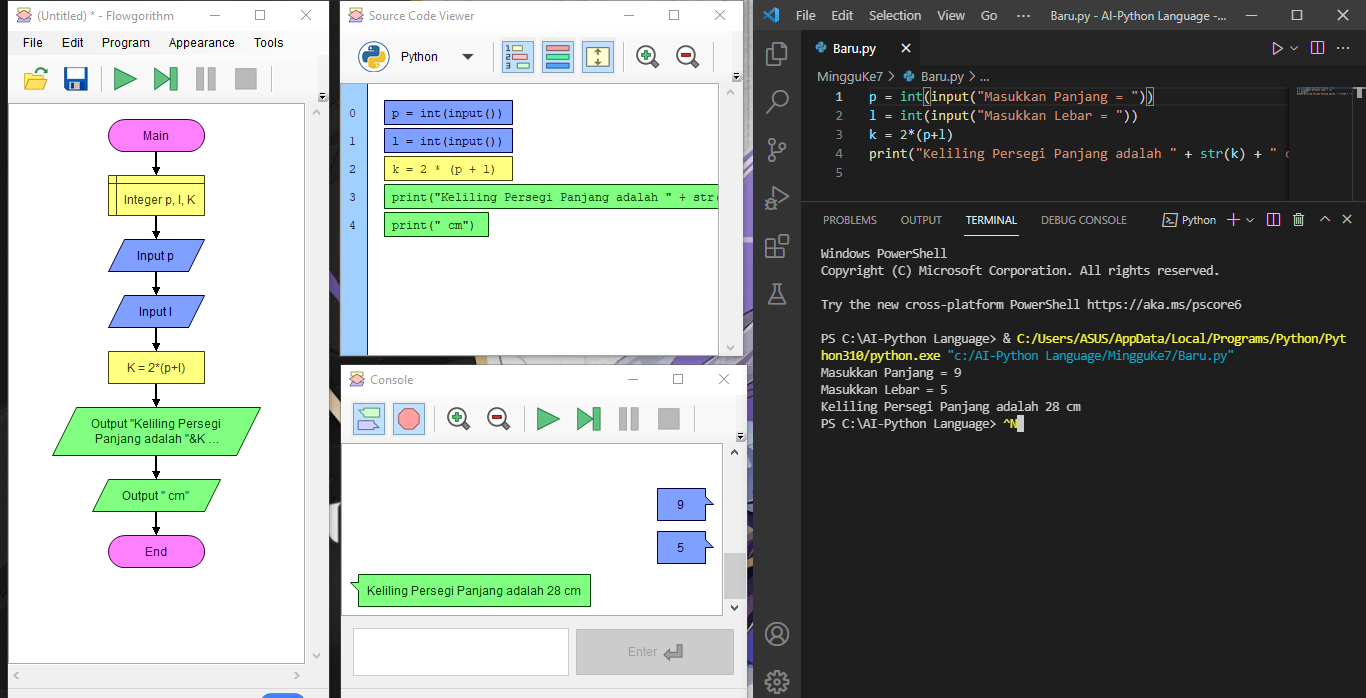 (Untitled) * - Flowgorithm
File Edit Program Appearance Tools
Main
Integer p, l, K
Input p
Input l
K = 2*(p+l)
Output "Keliling Persegi
Panjang adalah "&K ...
Output " cm"
End
Source Code Viewer
Python
1
2
3
0 p = int(input())
1 l = int(input())
2 k = 2 * (p + l)
3 print("Keliling Persegi Panjang adalah " + str(
4 print(" cm")
Console
9
5
Keliling Persegi Panjang adalah 28 cm
Enter
File Edit Selection View Go ··· Baru.py - AI-Python Language -...
Baru.py
MingguKe7 > Baru.py > ...
1 p = int(input("Masukkan Panjang = "))
2 l = int(input("Masukkan Lebar = "))
3 k = 2*(p+l)
4 print("Keliling Persegi Panjang adalah " + str(k) + " c
5
PROBLEMS OUTPUT TERMINAL DEBUG CONSOLE Python
Windows PowerShell
Copyright (C) Microsoft Corporation. All rights reserved.
Try the new cross-platform PowerShell https://aka.ms/pscore6
PS C:\AI-Python Language> & C:/Users/ASUS/AppData/Local/Programs/Python/Pyt
hon310/python.exe "c:/AI-Python Language/MingguKe7/Baru.py"
Masukkan Panjang = 9
Masukkan Lebar = 5
Keliling Persegi Panjang adalah 28 cm
PS C:\AI-Python Language> ^N